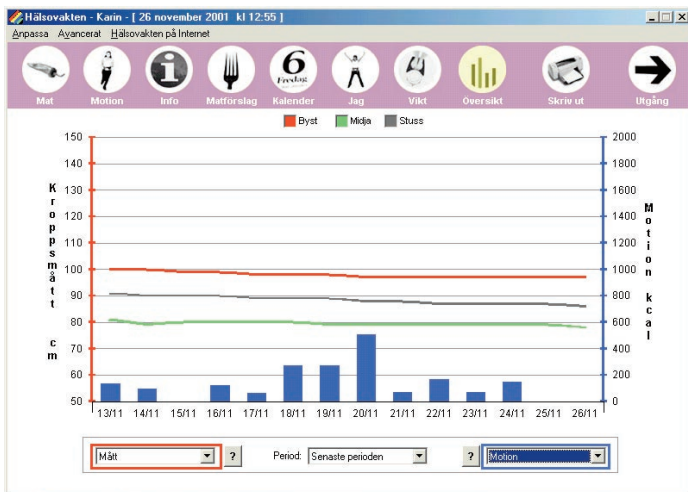 Hälsovakten - Karin - [ 26 november 2001 kl 12:55 ]
Anpassa Avancerat Hälsovakten på Internet
6
Fredag
Mat Motion Info Matförslag Kalender Jag Vikt Översikt Skriv ut Utgång
Byst Midja Stuss
150 2000
140 1800
130 1600
120 1400
110 1200
100 1000
90 800
80 600
70 400
60 200
50 0
Kroppsmått cm
Motion kcal
13/11 14/11 15/11 16/11 17/11 18/11 19/11 20/11 21/11 22/11 23/11 24/11 25/11 26/11
Mått ? Period: Senaste perioden ? Motion